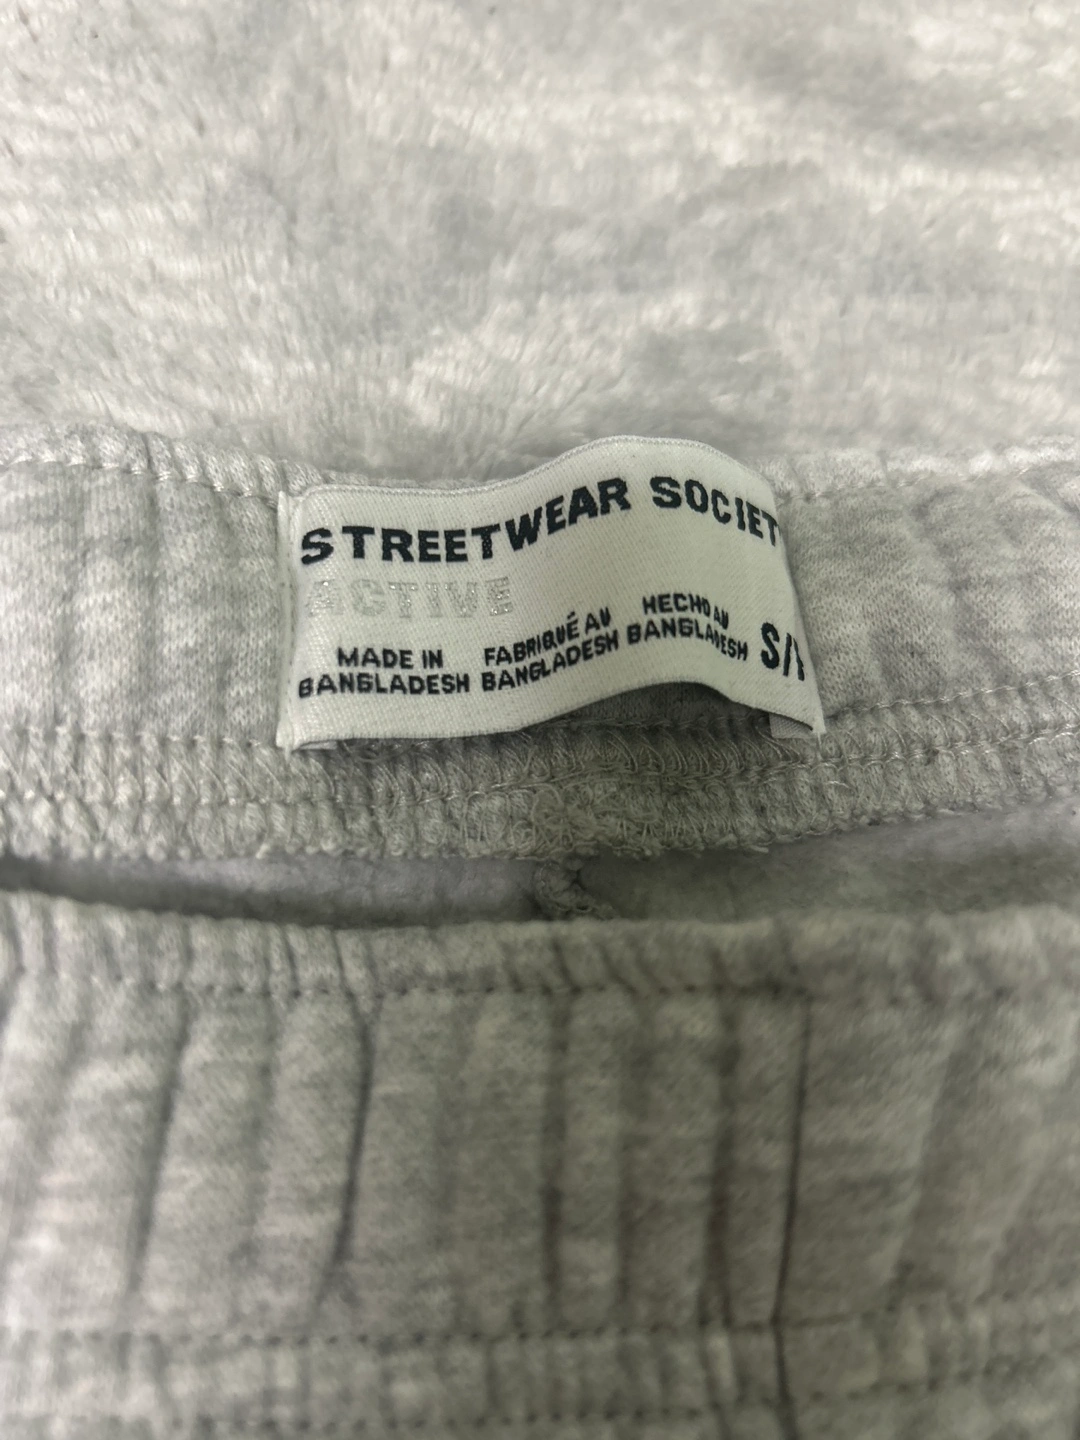 STREETWEAR SOCIET
ACTIVE
MADE IN FABRIQUÉ AU HECHO AU
BANGLADESH BANGLADESH BANGLADESH
S/